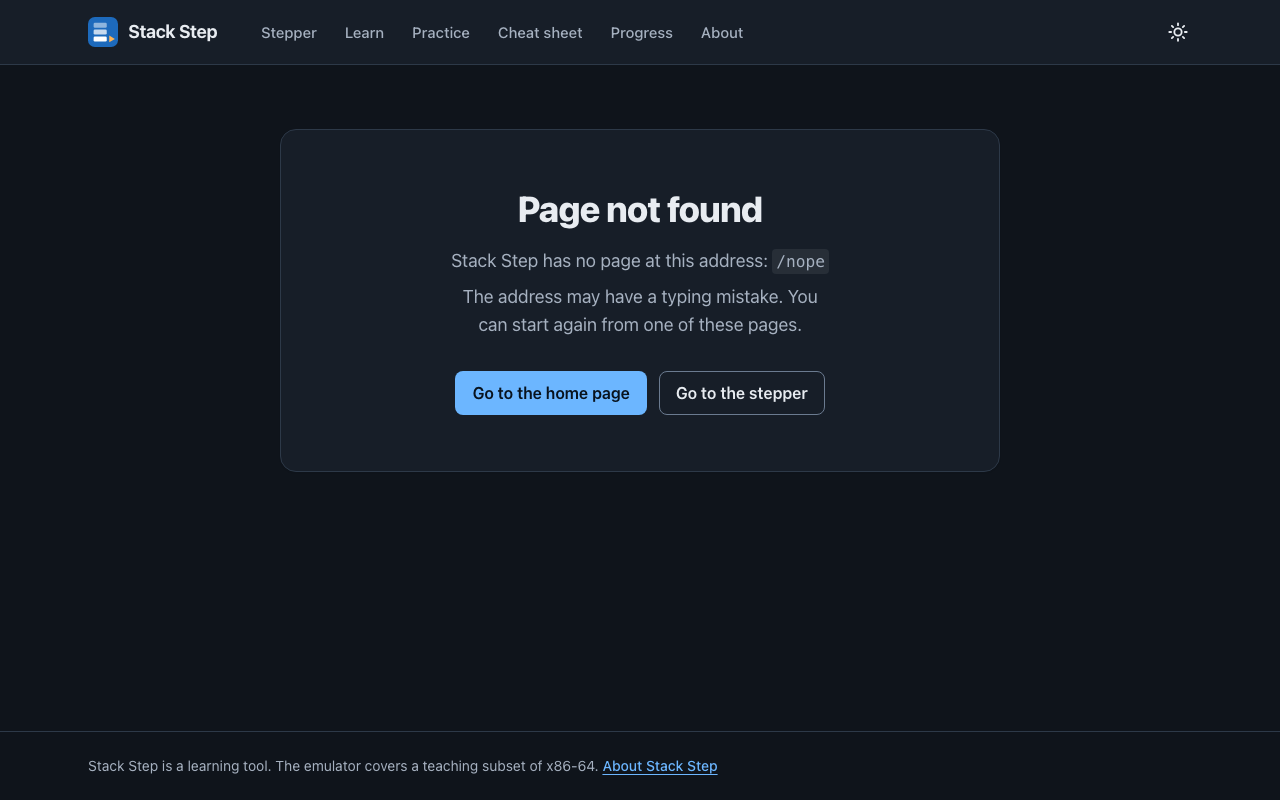 Stack Step
Stepper
Learn
Practice
Cheat sheet
Progress
About
Page not found
Stack Step has no page at this address: /nope
The address may have a typing mistake. You
can start again from one of these pages.
Go to the home page
Go to the stepper
Stack Step is a learning tool. The emulator covers a teaching subset of x86-64. About Stack Step